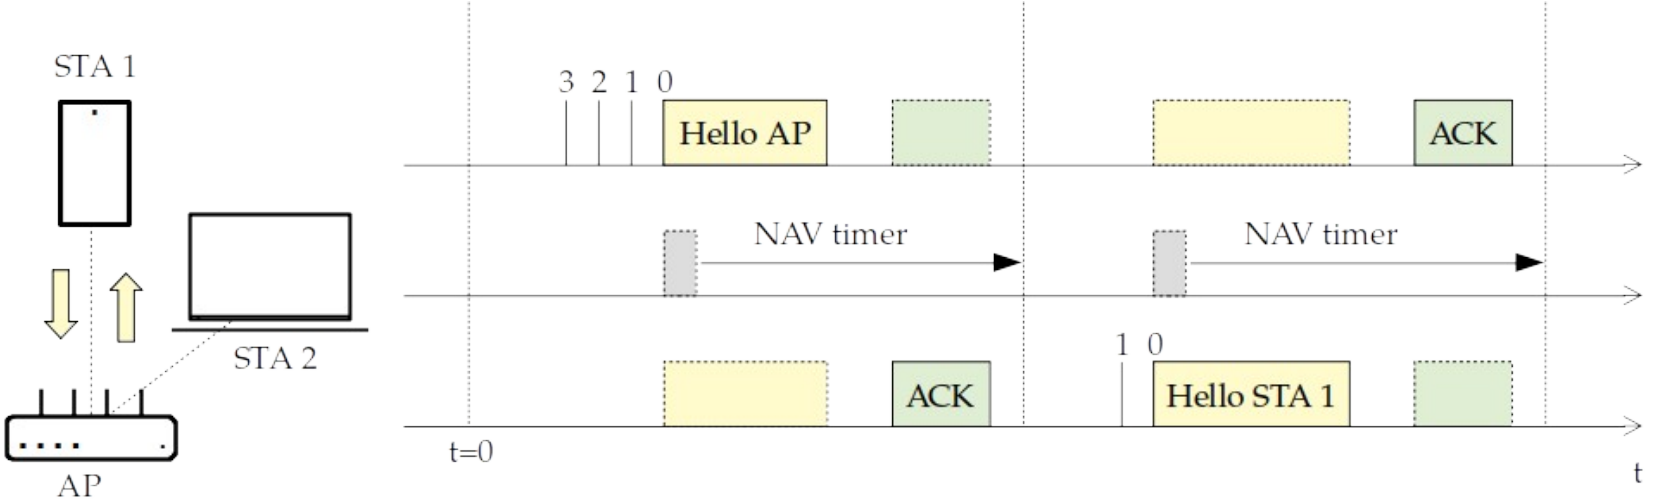 STA 1
3 2 1 0
Hello AP
ACK
NAV timer
NAV timer
STA 2
1 0
ACK
Hello STA 1
t=0
AP
t